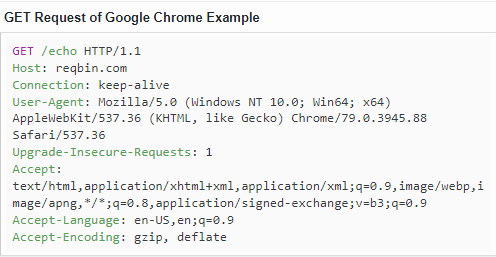 GET Request of Google Chrome Example
GET /echo HTTP/1.1
Host: reqbin.com
Connection: keep-alive
User-Agent: Mozilla/5.0 (Windows NT 10.0; Win64; x64)
AppleWebKit/537.36 (KHTML, like Gecko) Chrome/79.0.3945.88
Safari/537.36
Upgrade-Insecure-Requests: 1
Accept:
text/html,application/xhtml+xml,application/xml;q=0.9,image/webp,i
mage/apng,*/*;q=0.8,application/signed-exchange;v=b3;q=0.9
Accept-Language: en-US,en;q=0.9
Accept-Encoding: gzip, deflate